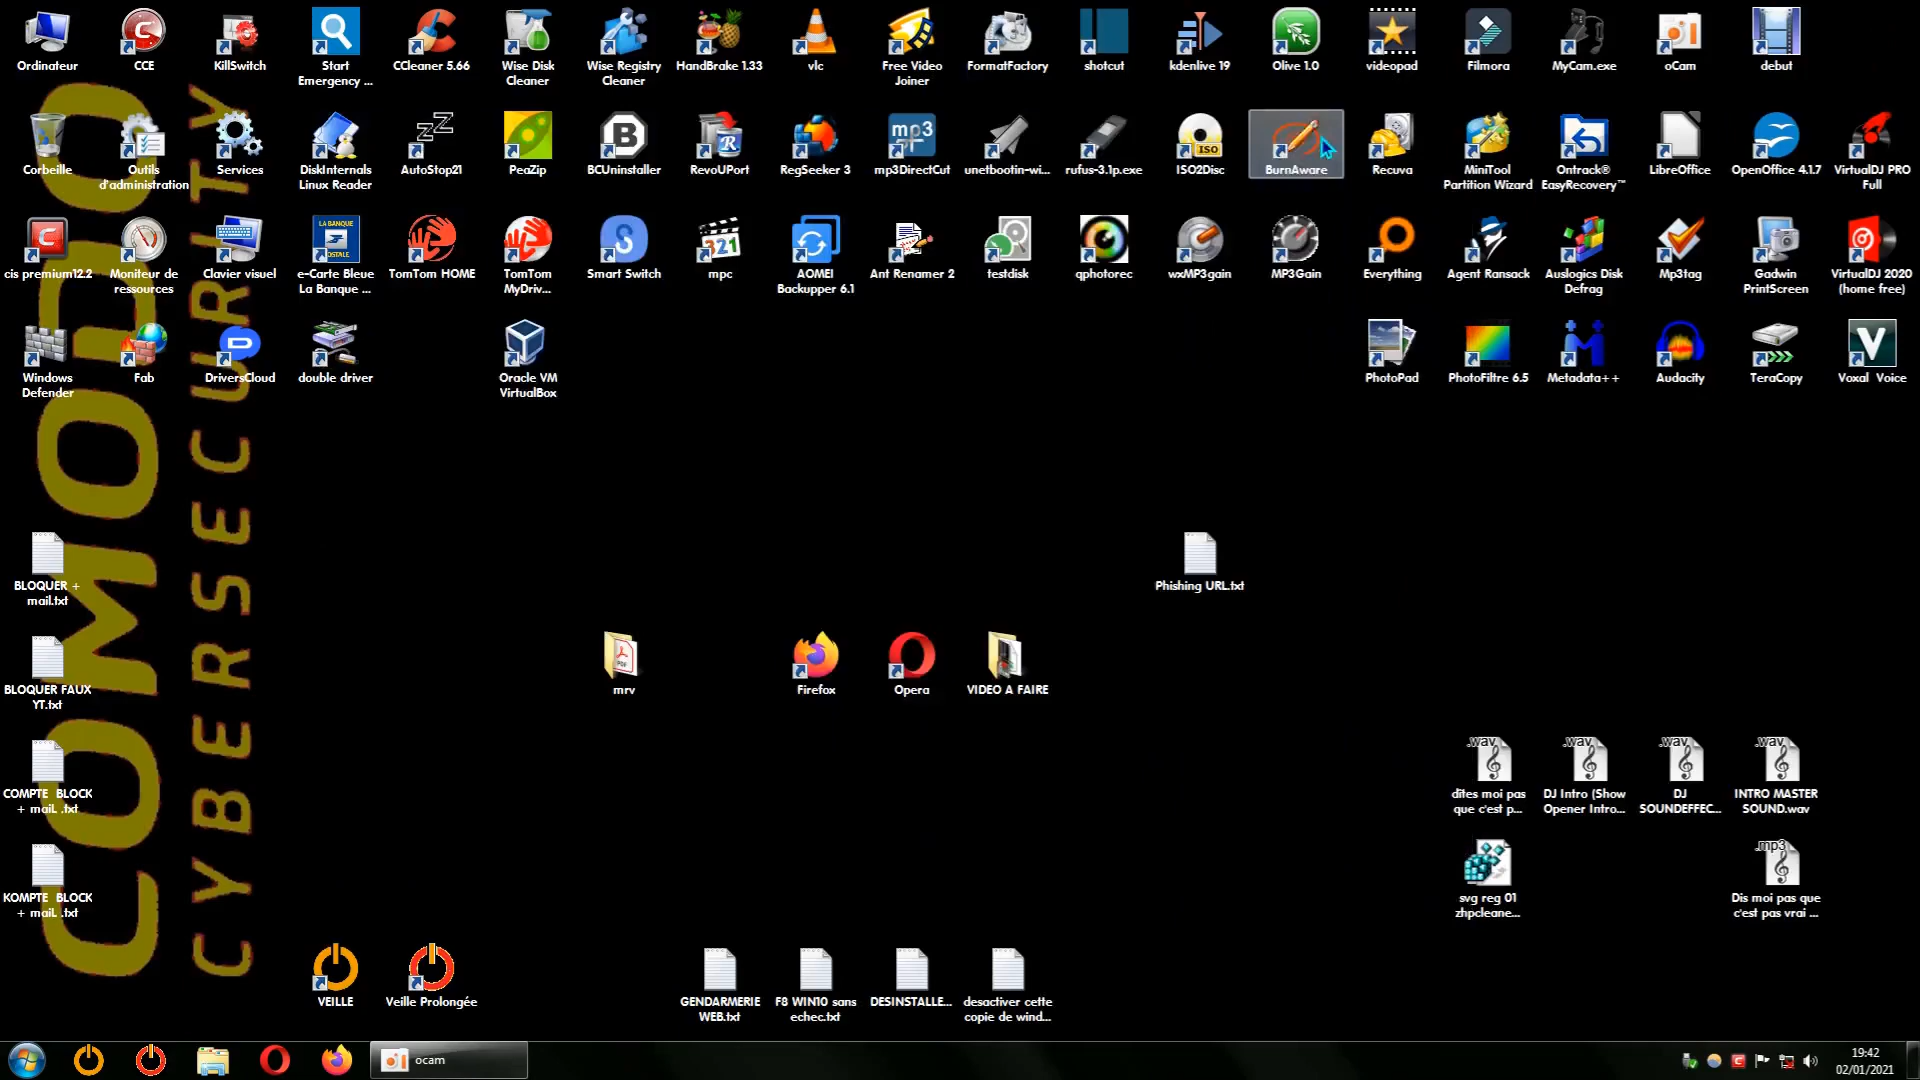 Ordinateur
CCE
KillSwitch
Start
Emergency ...
CCleaner 5.66
Wise Disk
Cleaner
Wise Registry
Cleaner
HandBrake 1.33
vlc
Free Video
Joiner
FormatFactory
shotcut
kdenlive 19
Olive 1.0
videopad
Filmora
MyCam.exe
oCam
debut
Corbeille
Outils
d'administration
Services
DiskInternals
Linux Reader
AutoStop21
PeaZip
BCUninstaller
RevoUPort
RegSeeker 3
mp3
mp3DirectCut
unetbootin-wi...
rufus-3.1p.exe
ISO
ISO2Disc
BurnAware
Recuva
MiniTool
Partition Wizard
Ontrack®
EasyRecovery™
LibreOffice
OpenOffice 4.1.7
VirtualDJ PRO
Full
cis premium12.2
Moniteur de
ressources
Clavier visuel
LA BANQUE
POSTALE
e-Carte Bleue
La Banque ...
TomTom HOME
TomTom
MyDriv...
Smart Switch
321
mpc
AOMEI
Backupper 6.1
Ant Renamer 2
testdisk
qphotorec
wxMP3gain
MP3Gain
Everything
Agent Ransack
Auslogics Disk
Defrag
Mp3tag
Gadwin
PrintScreen
VirtualDJ 2020
(home free)
Windows
Defender
Fab
DriversCloud
double driver
Oracle VM
VirtualBox
PhotoPad
PhotoFiltre 6.5
Metadata++
Audacity
TeraCopy
Voxal Voice
COMODO
CYBERSECURITY
BLOQUER +
mail.txt
Phishing URL.txt
BLOQUER FAUX
YT.txt
PDF
mrv
Firefox
Opera
VIDEO A FAIRE
COMPTE BLOCK
+ mail .txt
.wav
dîtes moi pas
que c'est p...
.wav
DJ Intro (Show
Opener Intro...
.wav
DJ
SOUNDEFFEC...
.wav
INTRO MASTER
SOUND.wav
KOMPTE BLOCK
+ mail .txt
svg reg 01
zhpcleane...
.mp3
Dis moi pas que
c'est pas vrai ...
VEILLE
Veille Prolongée
GENDARMERIE
WEB.txt
F8 WIN10 sans
echec.txt
DESINSTALLE...
desactiver cette
copie de wind...
ocam
19:42
02/01/2021